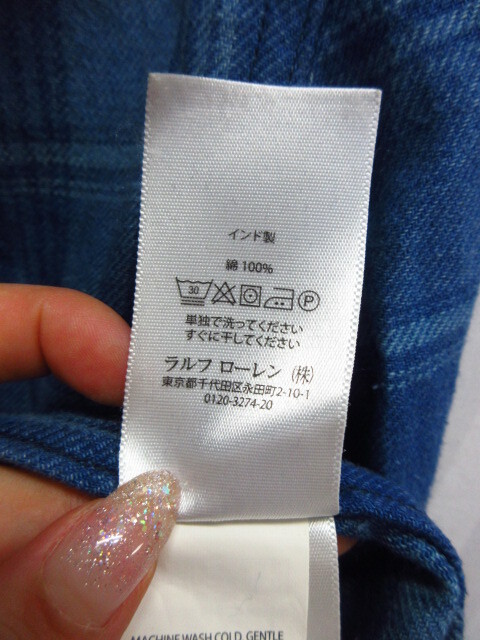 インド製
綿 100%
30 P
単独で洗ってください
すぐに干してください
ラルフ ローレン (株)
東京都千代田区永田町2-10-1
0120-3274-20
MACHINE WASH COLD, GENTLE